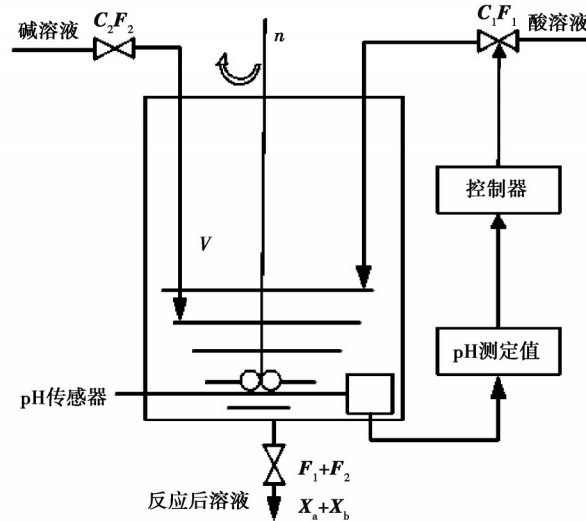 碱溶液
C₂F₂
n
C₁F₁
酸溶液
控制器
V
pH测定值
pH传感器
F₁+F₂
反应后溶液
Xₐ+X_b